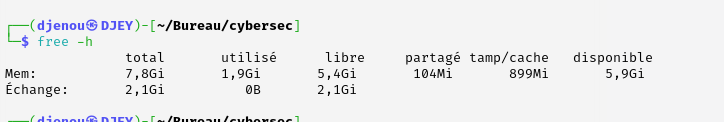 ┌──(djenou㉿DJEY)-[~/Bureau/cybersec]
└─$ free -h
               total       utilisé      libre     partagé tamp/cache   disponible
Mem:           7,8Gi       1,9Gi       5,4Gi       104Mi       899Mi       5,9Gi
Échange:       2,1Gi          0B       2,1Gi
┌──(djenou㉿DJEY)-[~/Bureau/cybersec]